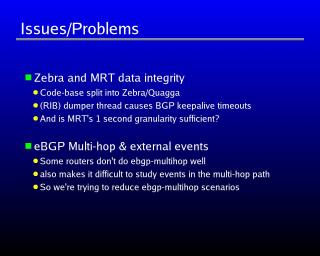 Issues/Problems
Zebra and MRT data integrity
Code-base split into Zebra/Quagga
(RIB) dumper thread causes BGP keepalive timeouts
And is MRT's 1 second granularity sufficient?
eBGP Multi-hop & external events
Some routers don't do ebgp-multihop well
also makes it difficult to study events in the multi-hop path
So we're trying to reduce ebgp-multihop scenarios